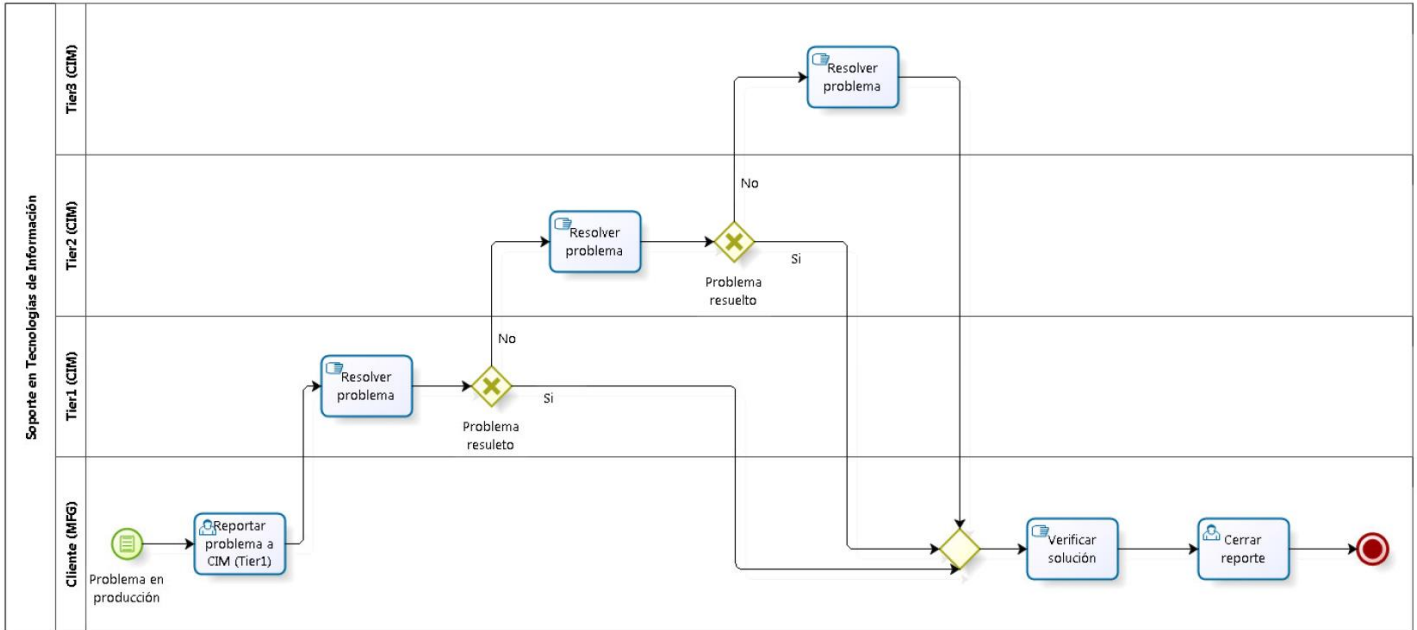 Soporte en Tecnologías de Información
Tier3 (CIM)
Resolver
problema
Tier2 (CIM)
Resolver
problema
No
Si
Problema
resuelto
Tier1 (CIM)
Resolver
problema
No
Si
Problema
resuleto
Cliente (MFG)
Problema en
producción
Reportar
problema a
CIM (Tier1)
Verificar
solución
Cerrar
reporte